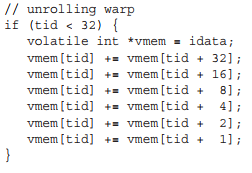 // unrolling warp
if (tid < 32) {
   volatile int *vmem = idata;
   vmem[tid] += vmem[tid + 32];
   vmem[tid] += vmem[tid + 16];
   vmem[tid] += vmem[tid +  8];
   vmem[tid] += vmem[tid +  4];
   vmem[tid] += vmem[tid +  2];
   vmem[tid] += vmem[tid +  1];
}